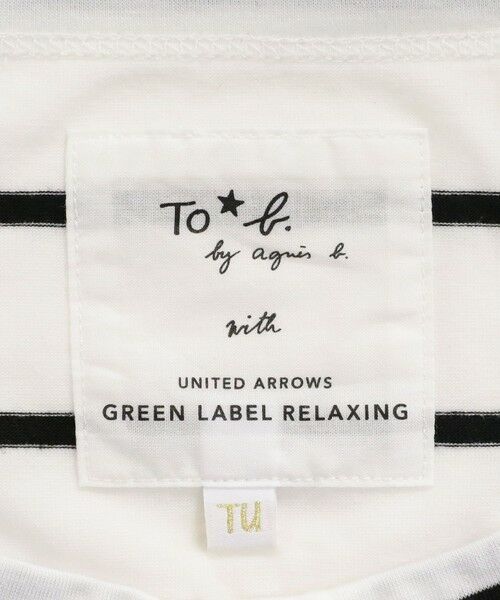 To★b.
by agnès b.
with
UNITED ARROWS
GREEN LABEL RELAXING
TU